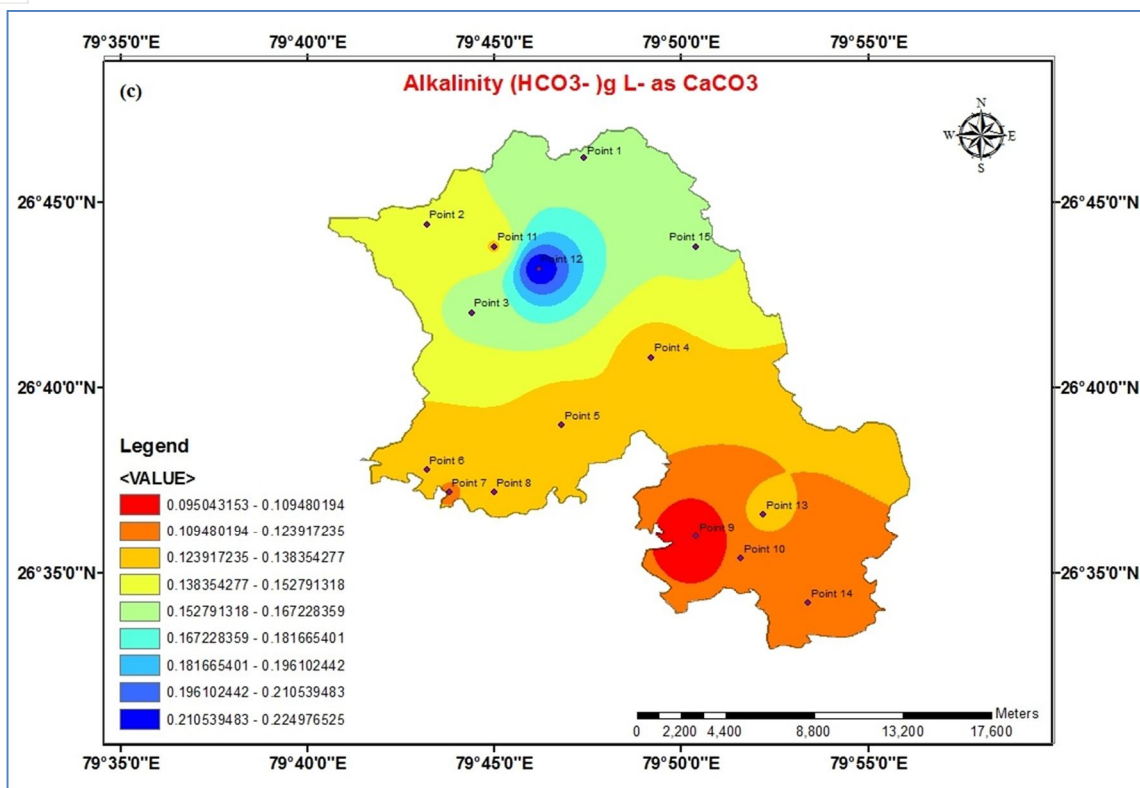 79°35'0"E 79°40'0"E 79°45'0"E 79°50'0"E 79°55'0"E
(c)
Alkalinity (HCO3- )g L- as CaCO3
N
W E
S
Point 1
26°45'0"N 26°45'0"N
Point 2
Point 11
Point 15
Point 12
Point 3
Point 4
26°40'0"N 26°40'0"N
Point 5
Point 6
Point 7 Point 8
Point 13
Point 9
Point 10
26°35'0"N 26°35'0"N
Point 14
Legend
<VALUE>
0.095043153 - 0.109480194
0.109480194 - 0.123917235
0.123917235 - 0.138354277
0.138354277 - 0.152791318
0.152791318 - 0.167228359
0.167228359 - 0.181665401
0.181665401 - 0.196102442
0.196102442 - 0.210539483
0.210539483 - 0.224976525
Meters
0 2,200 4,400 8,800 13,200 17,600
79°35'0"E 79°40'0"E 79°45'0"E 79°50'0"E 79°55'0"E